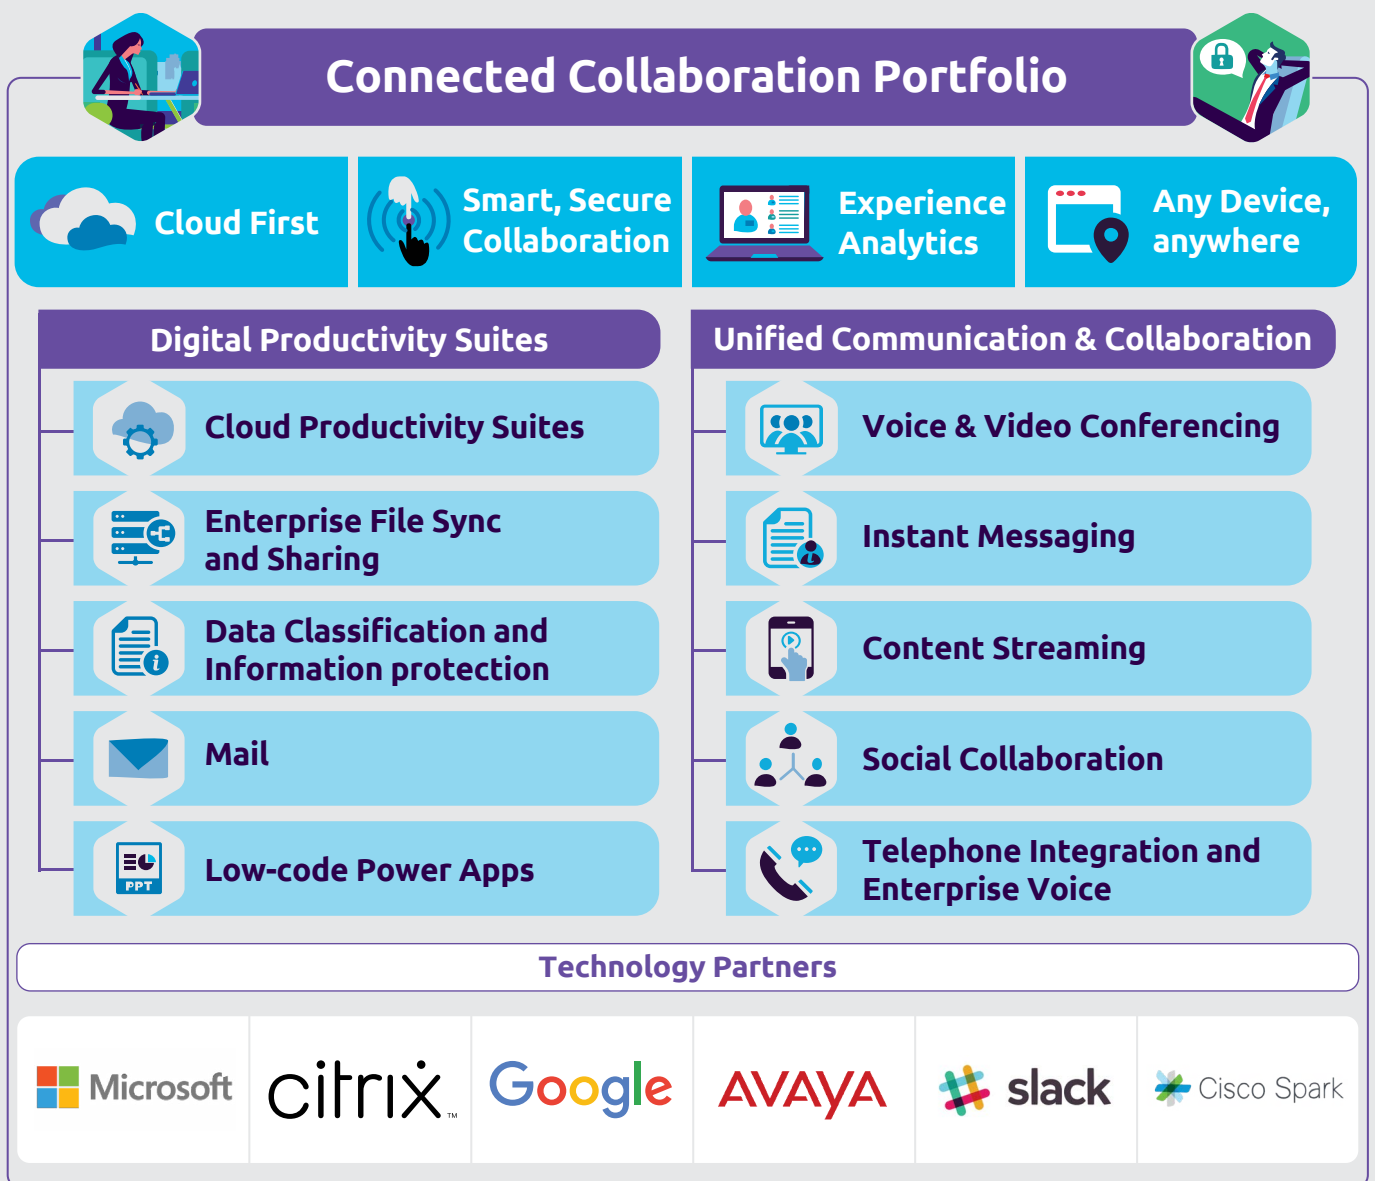 Connected Collaboration Portfolio
Cloud First
Smart, Secure
Collaboration
Experience
Analytics
Any Device,
anywhere
Digital Productivity Suites
Cloud Productivity Suites
Enterprise File Sync
and Sharing
Data Classification and
Information protection
Mail
PPT
Low-code Power Apps
Unified Communication & Collaboration
Voice & Video Conferencing
Instant Messaging
Content Streaming
Social Collaboration
Telephone Integration and
Enterprise Voice
Technology Partners
Microsoft
citrix™
Google
AVAYA
slack
Cisco Spark